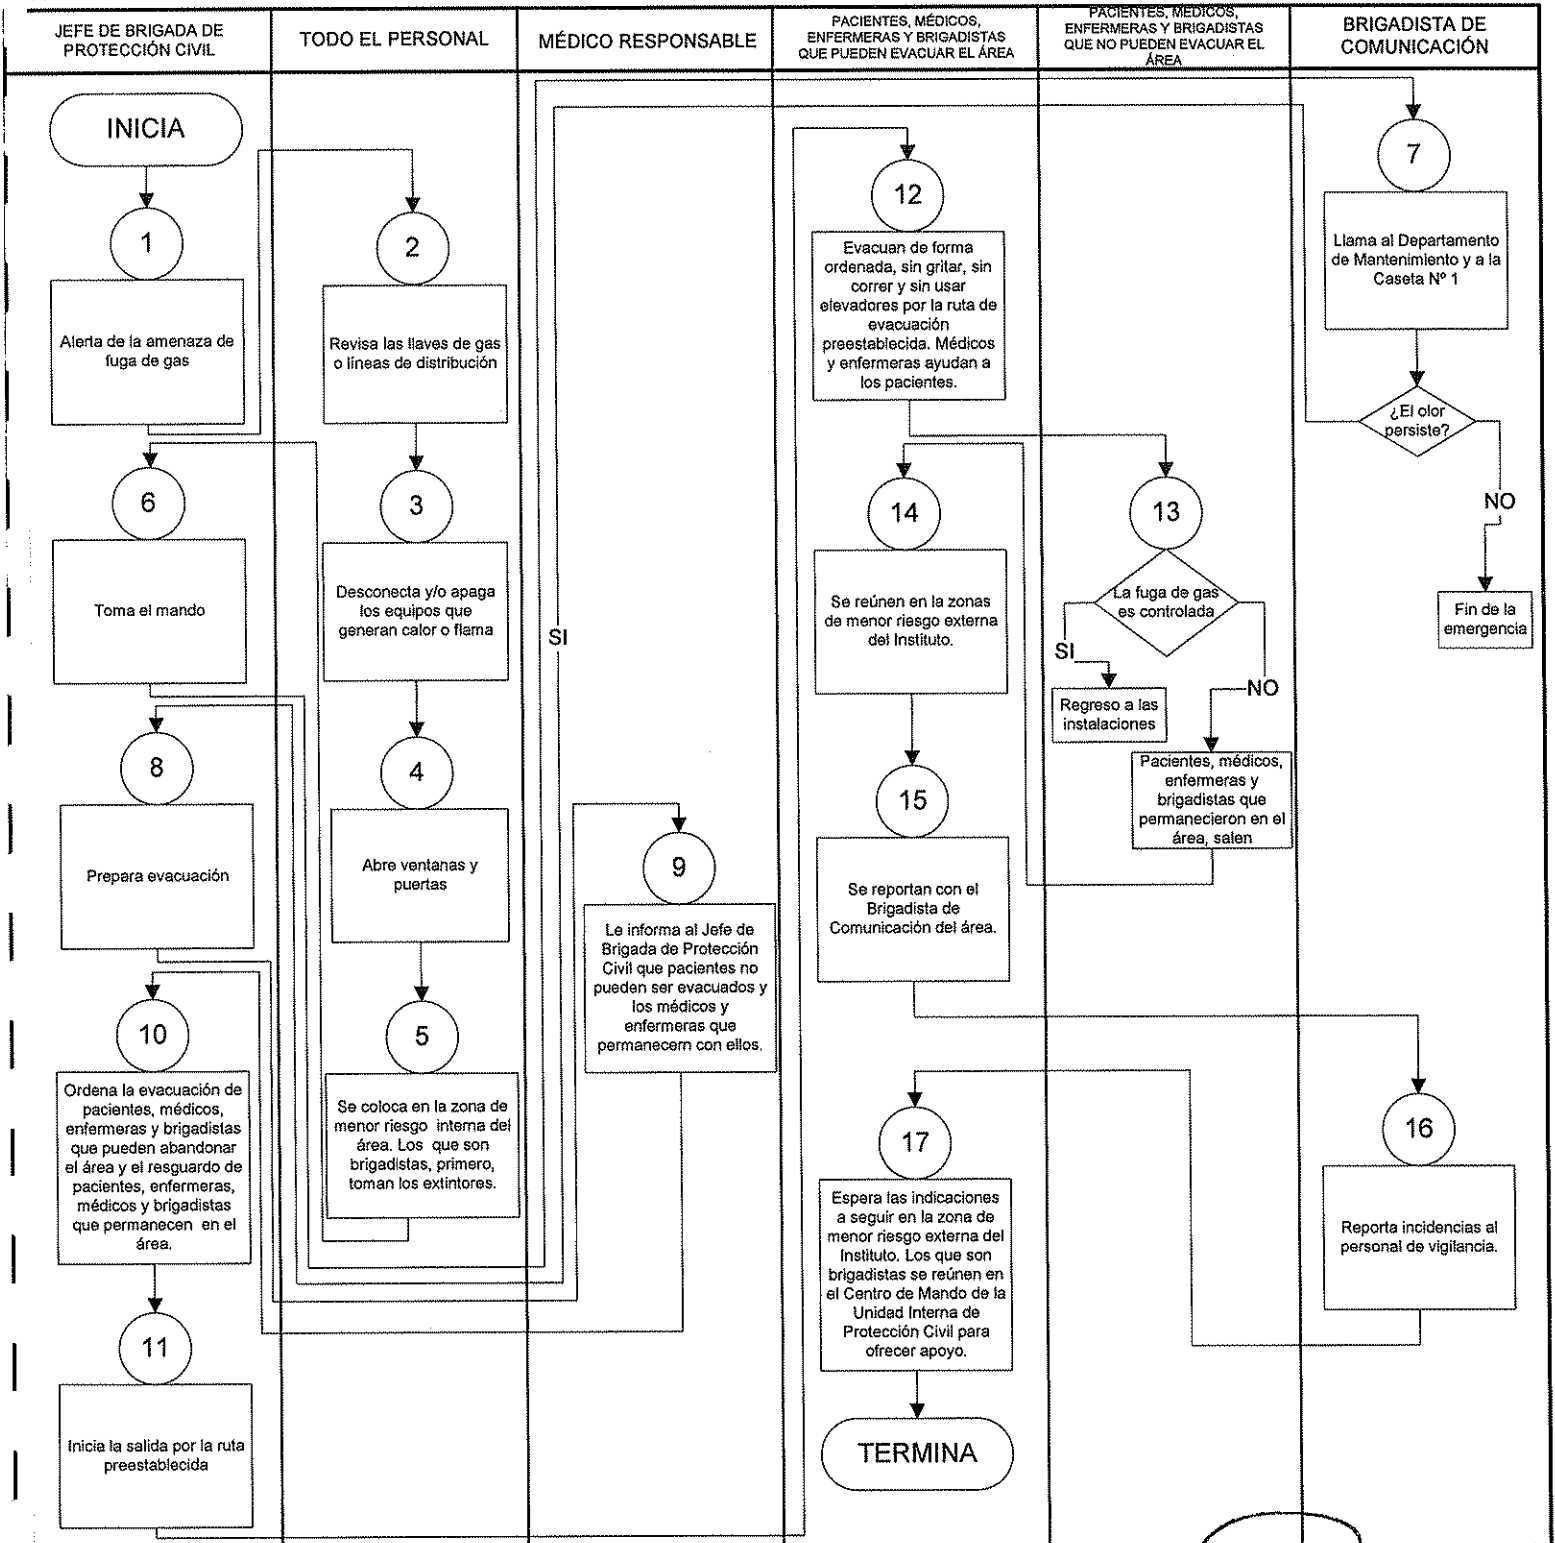 JEFE DE BRIGADA DE
PROTECCIÓN CIVIL
TODO EL PERSONAL
MÉDICO RESPONSABLE
PACIENTES, MÉDICOS,
ENFERMERAS Y BRIGADISTAS
QUE PUEDEN EVACUAR EL ÁREA
PACIENTES, MÉDICOS,
ENFERMERAS Y BRIGADISTAS
QUE NO PUEDEN EVACUAR EL
ÁREA
BRIGADISTA DE
COMUNICACIÓN
INICIA
1
Alerta de la amenaza de
fuga de gas
2
Revisa las llaves de gas
o líneas de distribución
3
Desconecta y/o apaga
los equipos que
generan calor o flama
4
Abre ventanas y
puertas
5
Se coloca en la zona de
menor riesgo interna del
área. Los que son
brigadistas, primero,
toman los extintores.
6
Toma el mando
7
Llama al Departamento
de Mantenimiento y a la
Caseta Nº 1
¿El olor
persiste?
SI
NO
Fin de la
emergencia
8
Prepara evacuación
9
Le informa al Jefe de
Brigada de Protección
Civil que pacientes no
pueden ser evacuados y
los médicos y
enfermeras que
permanecern con ellos.
10
Ordena la evacuación de
pacientes, médicos,
enfermeras y brigadistas
que pueden abandonar
el área y el resguardo de
pacientes, enfermeras,
médicos y brigadistas
que permanecen en el
área.
11
Inicia la salida por la ruta
preestablecida
12
Evacuan de forma
ordenada, sin gritar, sin
correr y sin usar
elevadores por la ruta de
evacuación
preestablecida. Médicos
y enfermeras ayudan a
los pacientes.
13
La fuga de gas
es controlada
SI
Regreso a las
instalaciones
NO
Pacientes, médicos,
enfermeras y
brigadistas que
permanecieron en el
área, salen
14
Se reúnen en la zonas
de menor riesgo externa
del Instituto.
15
Se reportan con el
Brigadista de
Comunicación del área.
16
Reporta incidencias al
personal de vigilancia.
17
Espera las indicaciones
a seguir en la zona de
menor riesgo externa del
Instituto. Los que son
brigadistas se reúnen en
el Centro de Mando de la
Unidad Interna de
Protección Civil para
ofrecer apoyo.
TERMINA